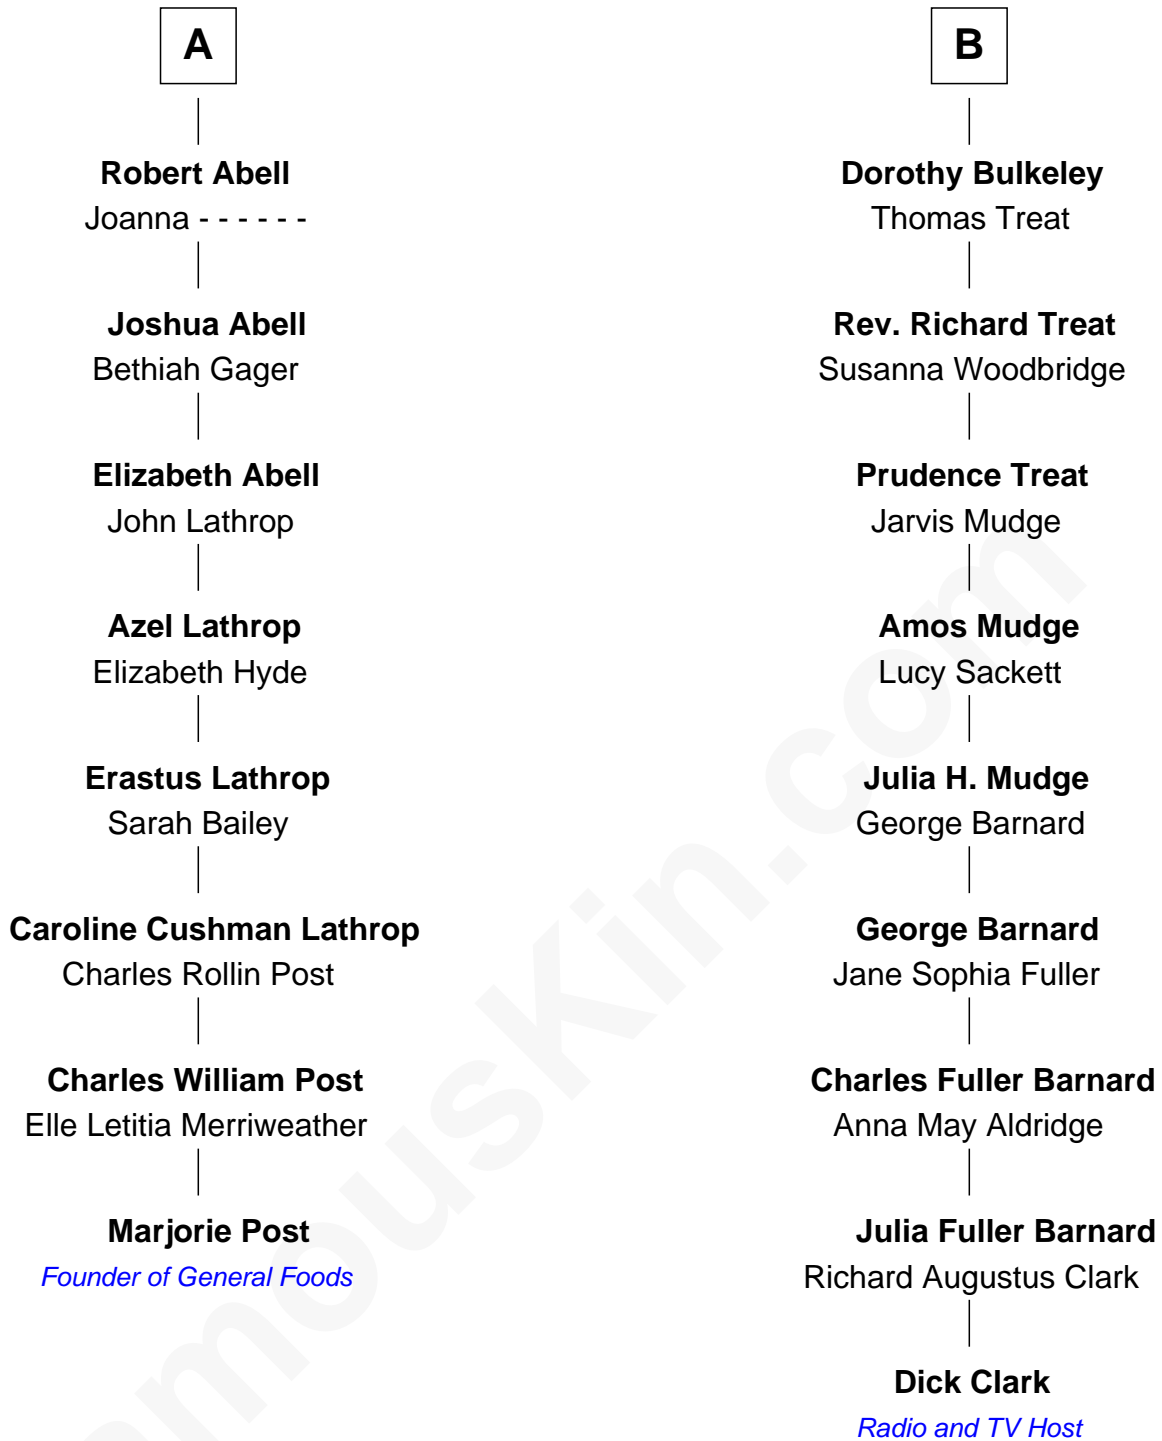 A
Robert Abell
Joanna - - - - - -
Joshua Abell
Bethiah Gager
Elizabeth Abell
John Lathrop
Azel Lathrop
Elizabeth Hyde
Erastus Lathrop
Sarah Bailey
Caroline Cushman Lathrop
Charles Rollin Post
Charles William Post
Elle Letitia Merriweather
Marjorie Post
Founder of General Foods
B
Dorothy Bulkeley
Thomas Treat
Rev. Richard Treat
Susanna Woodbridge
Prudence Treat
Jarvis Mudge
Amos Mudge
Lucy Sackett
Julia H. Mudge
George Barnard
George Barnard
Jane Sophia Fuller
Charles Fuller Barnard
Anna May Aldridge
Julia Fuller Barnard
Richard Augustus Clark
Dick Clark
Radio and TV Host
amouskin.com